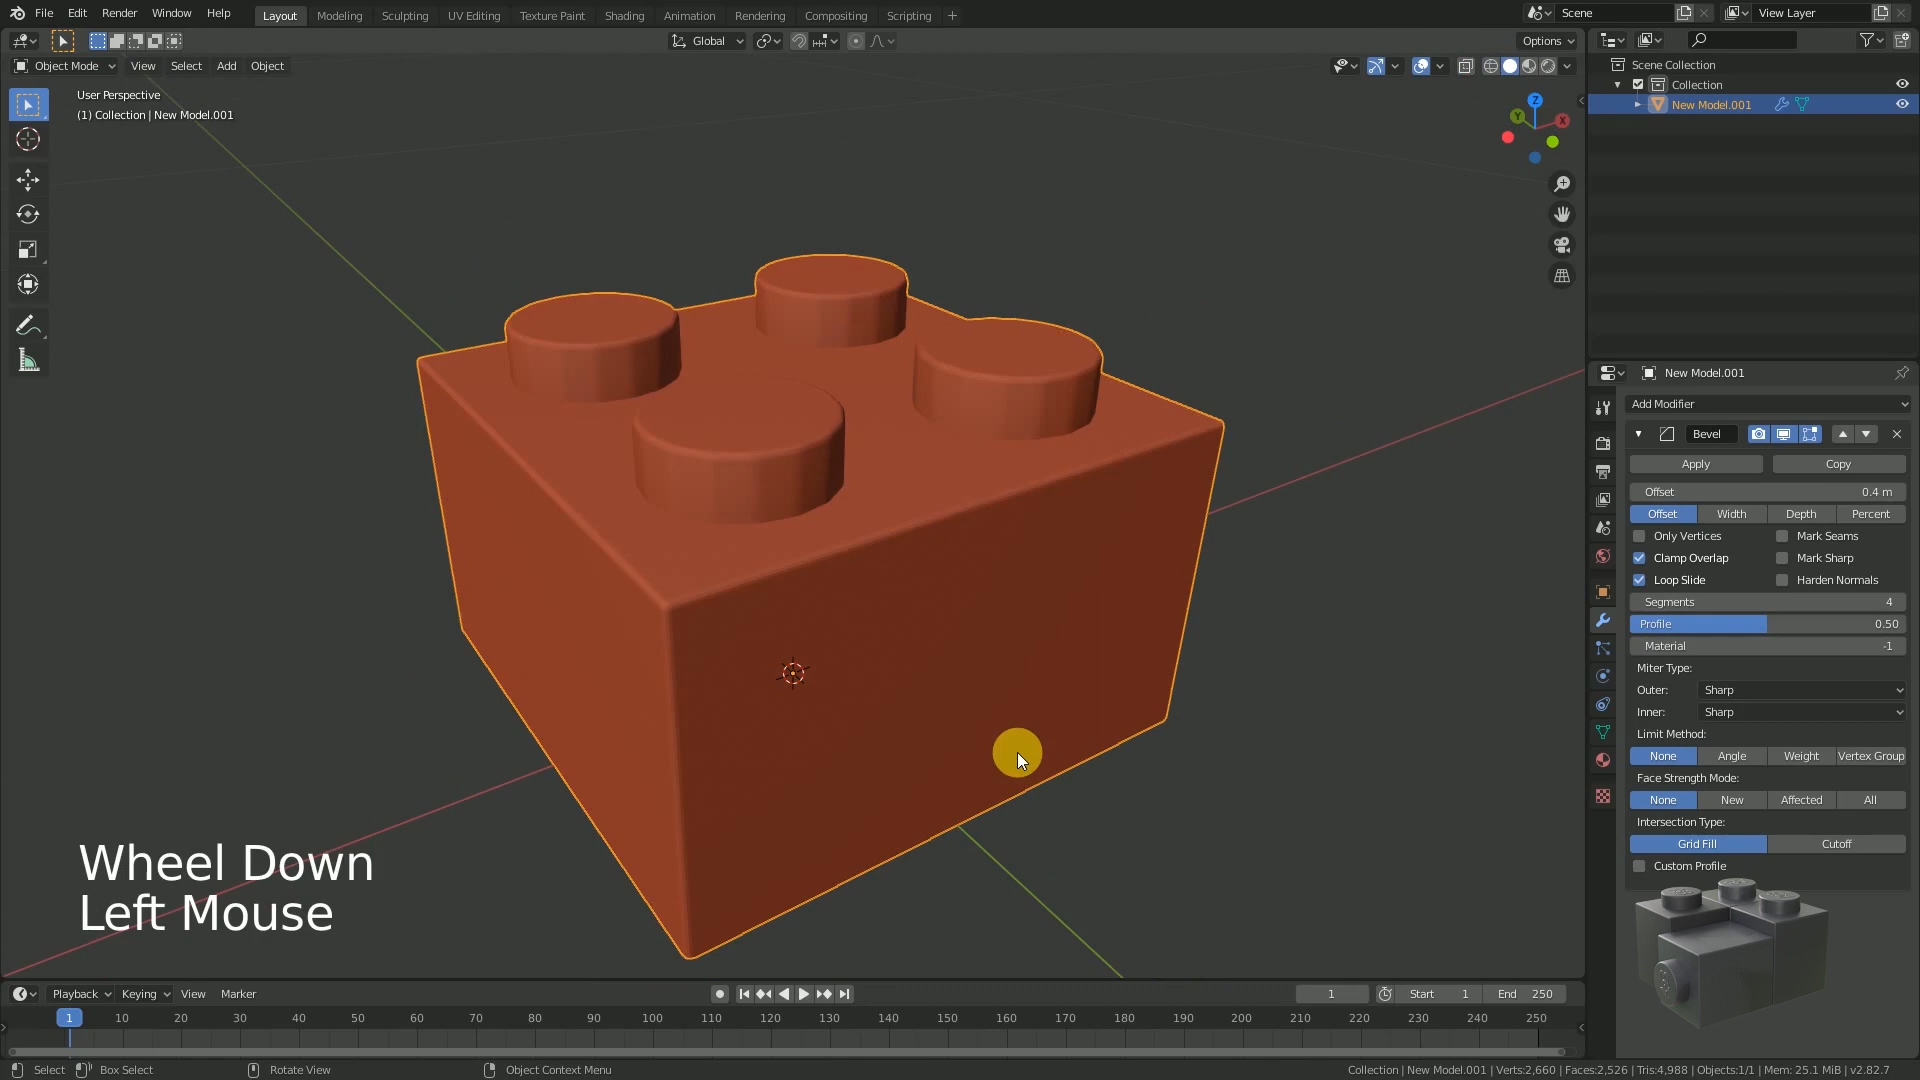 File Edit Render Window Help Layout Modeling Sculpting UV Editing Texture Paint Shading Animation Rendering Compositing Scripting +
Scene
View Layer
Global
Options
Object Mode View Select Add Object
User Perspective
(1) Collection | New Model.001
Z
Y
X
Scene Collection
Collection
New Model.001
New Model.001
Add Modifier
Bevel
Apply Copy
Offset 0.4 m
Offset Width Depth Percent
Only Vertices Mark Seams
Clamp Overlap Mark Sharp
Loop Slide Harden Normals
Segments 4
Profile 0.50
Material -1
Miter Type:
Outer: Sharp
Inner: Sharp
Limit Method:
None Angle Weight Vertex Group
Face Strength Mode:
None New Affected All
Intersection Type:
Grid Fill Cutoff
Custom Profile
Wheel Down
Left Mouse
Playback Keying View Marker
1 Start 1 End 250
1 10 20 30 40 50 60 70 80 90 100 110 120 130 140 150 160 170 180 190 200 210 220 230 240 250
Select Box Select Rotate View Object Context Menu
Collection | New Model.001 | Verts:2,660 | Faces:2,526 | Tris:4,988 | Objects:1/1 | Mem: 25.1 MiB | v2.82.7